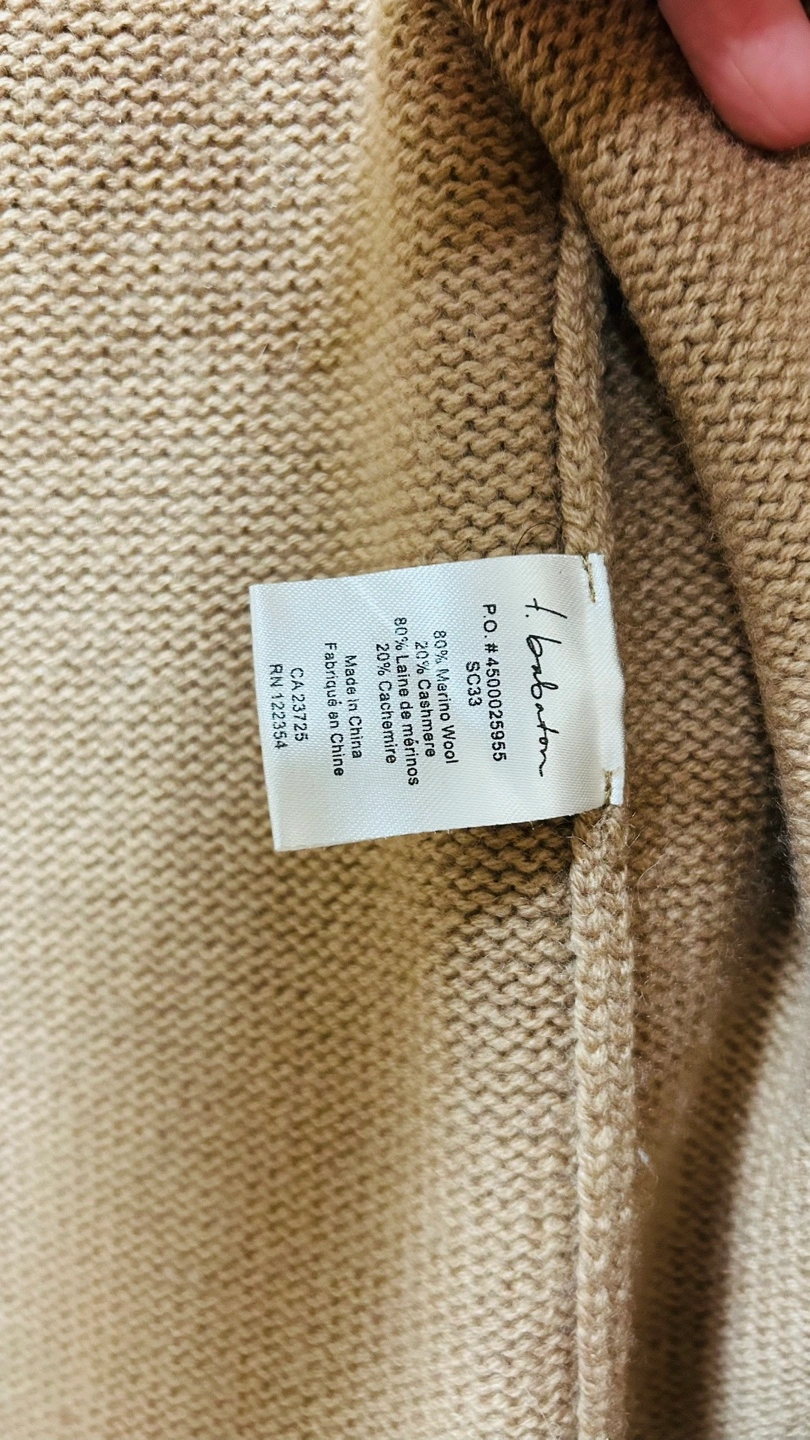 t. babaton
P.O. # 4500025955
SC33
80% Merino Wool
20% Cashmere
80% Laine de mérinos
20% Cachemire
Made in China
Fabriqué en Chine
CA 23725
RN 122354